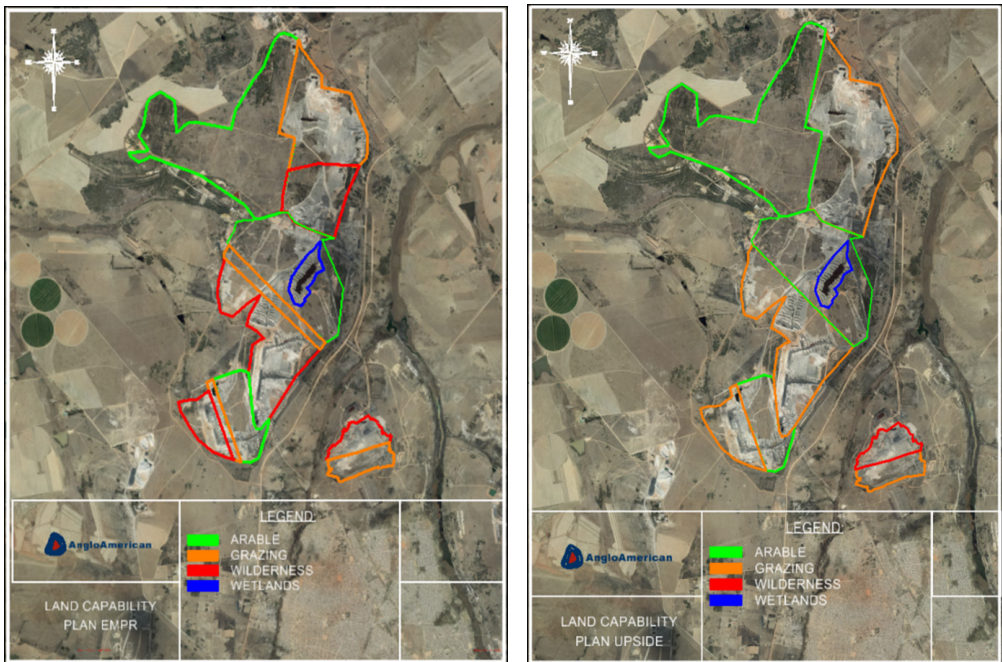 LEGEND:
AngloAmerican
ARABLE
GRAZING
WILDERNESS
WETLANDS
LAND CAPABILITY
PLAN EMPR
LEGEND:
AngloAmerican
ARABLE
GRAZING
WILDERNESS
WETLANDS
LAND CAPABILITY
PLAN UPSIDE